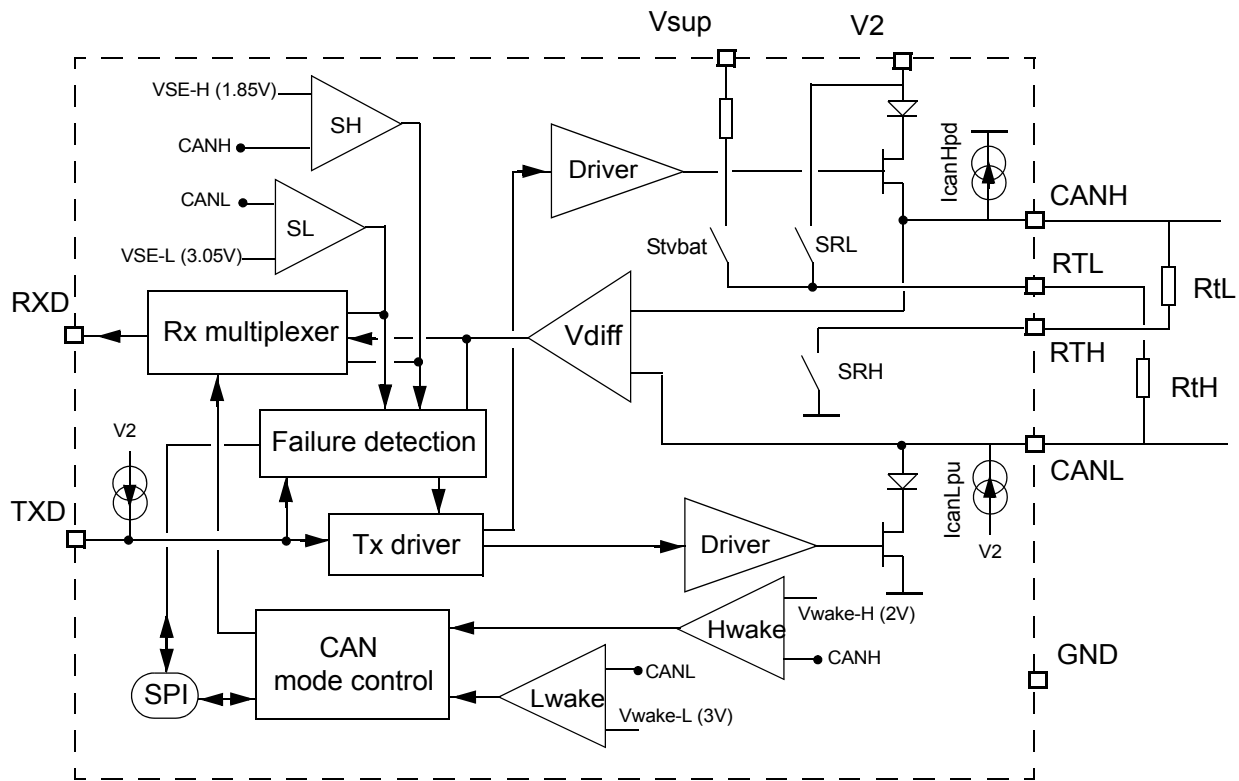 Vsup
V2
VSE-H (1.85V)
SH
CANH
CANL
SL
VSE-L (3.05V)
Driver
IcanHpd
CANH
Stvbat
SRL
RTL
RtL
RXD
Rx multiplexer
Vdiff
RTH
SRH
RtH
V2
Failure detection
CANL
TXD
Tx driver
Driver
IcanLpu
V2
CAN
mode control
Hwake
Vwake-H (2V)
CANH
GND
SPI
Lwake
CANL
Vwake-L (3V)